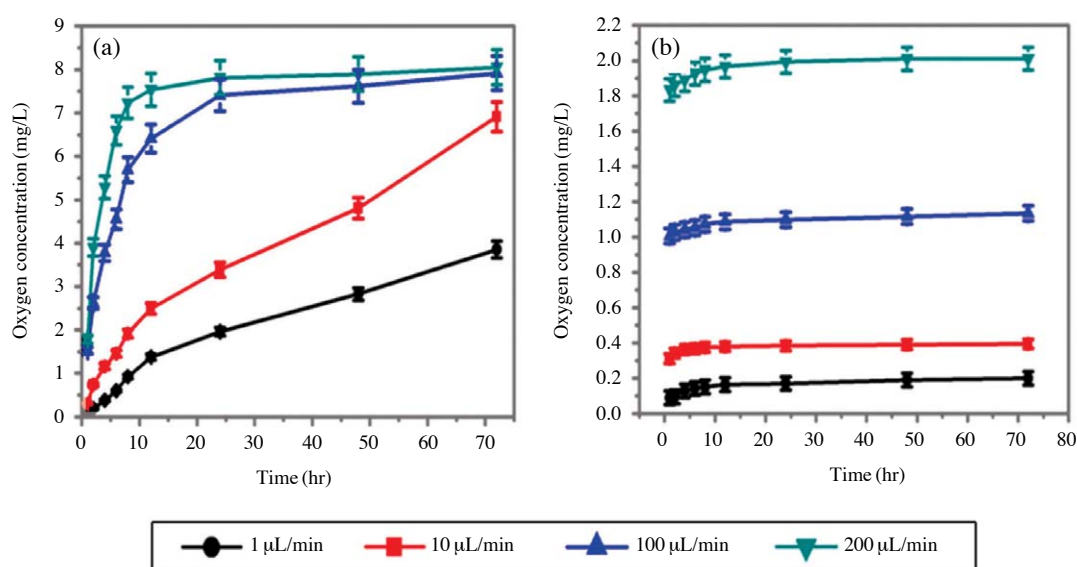 (a)
Oxygen concentration (mg/L)
9
8
7
6
5
4
3
2
1
0
0 10 20 30 40 50 60 70
Time (hr)
(b)
Oxygen concentration (mg/L)
2.2
2.0
1.8
1.6
1.4
1.2
1.0
0.8
0.6
0.4
0.2
0.0
0 10 20 30 40 50 60 70 80
Time (hr)
1 μL/min 10 μL/min 100 μL/min 200 μL/min